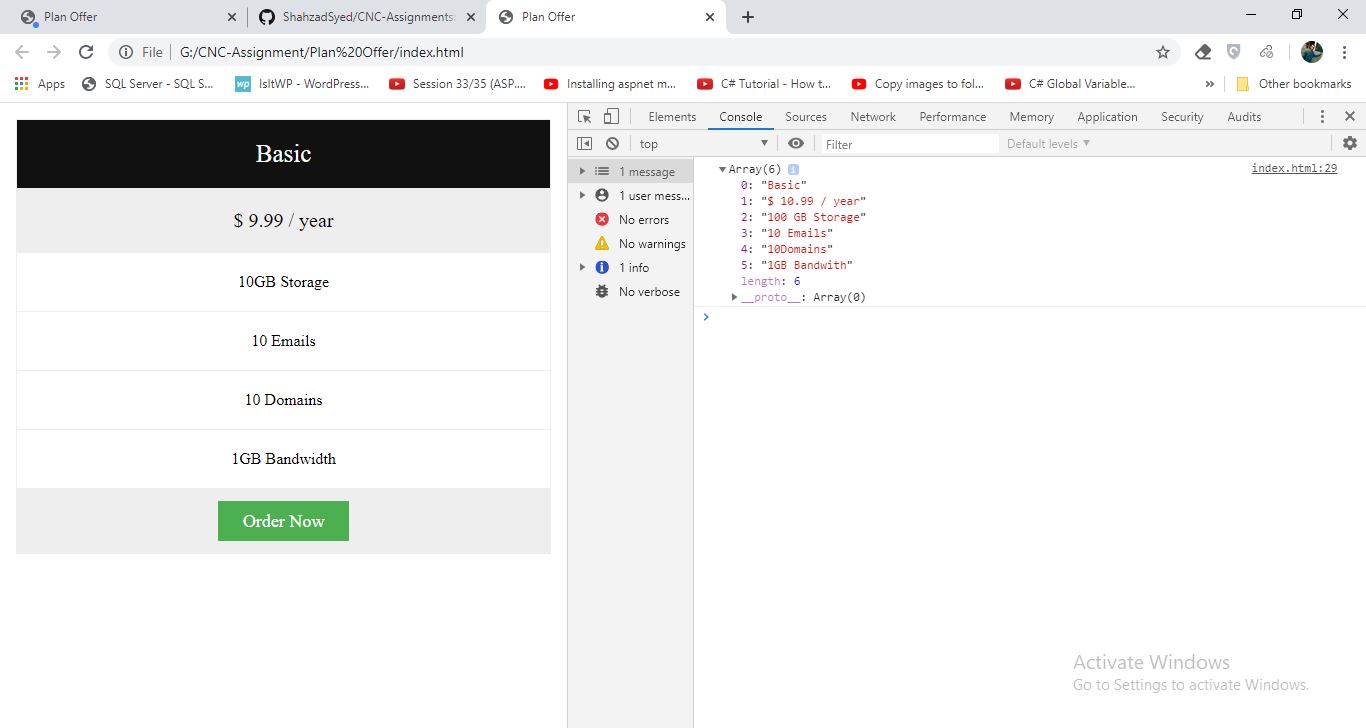 Plan Offer
ShahzadSyed/CNC-Assignments:
Plan Offer
File G:/CNC-Assignment/Plan%20Offer/index.html
Apps SQL Server - SQL S... IsItWP - WordPress... Session 33/35 (ASP.... Installing aspnet m... C# Tutorial - How t... Copy images to fol... C# Global Variable... » Other bookmarks
Basic
$ 9.99 / year
10GB Storage
10 Emails
10 Domains
1GB Bandwidth
Order Now
Elements Console Sources Network Performance Memory Application Security Audits
top Filter Default levels
1 message
1 user mess...
No errors
No warnings
1 info
No verbose
Array(6) index.html:29
0: "Basic"
1: "$ 10.99 / year"
2: "100 GB Storage"
3: "10 Emails"
4: "10Domains"
5: "1GB Bandwith"
length: 6
__proto__: Array(0)
Activate Windows
Go to Settings to activate Windows.